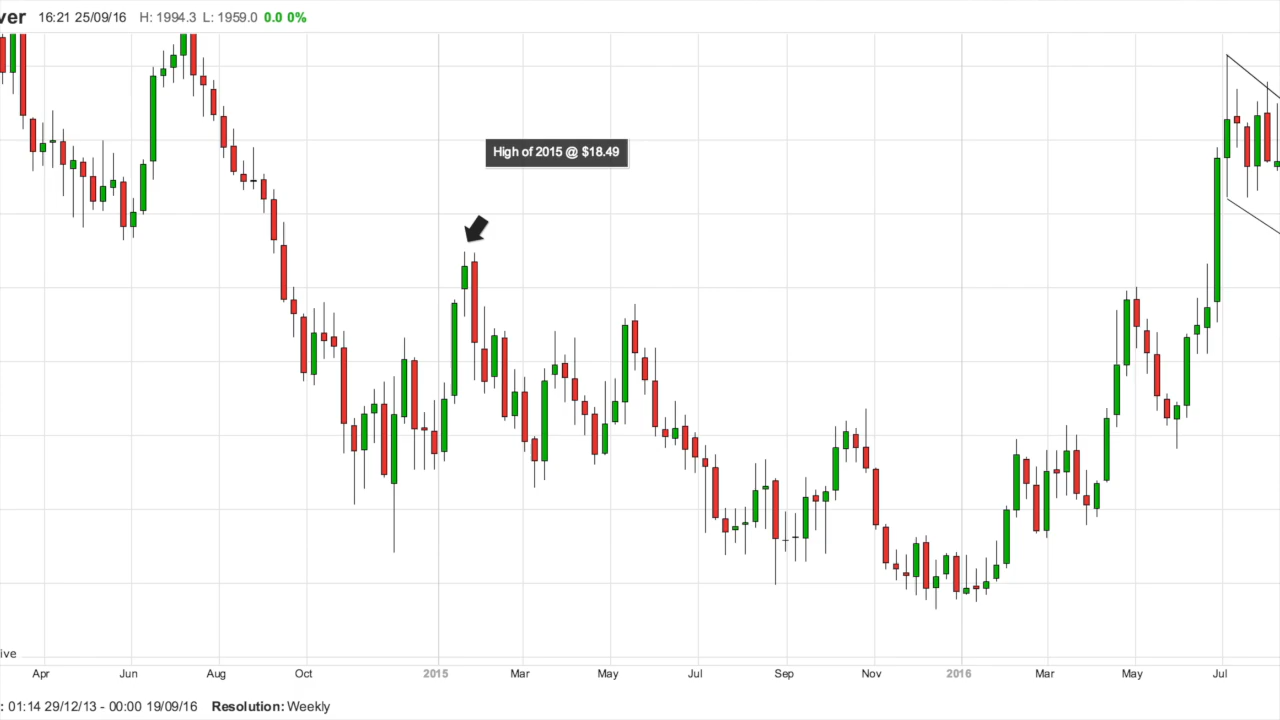 ver 16:21 25/09/16 H: 1994.3 L: 1959.0 0.0 0%
High of 2015 @ $18.49
ive
Apr Jun Aug Oct 2015 Mar May Jul Sep Nov 2016 Mar May Jul
: 01:14 29/12/13 - 00:00 19/09/16 Resolution: Weekly